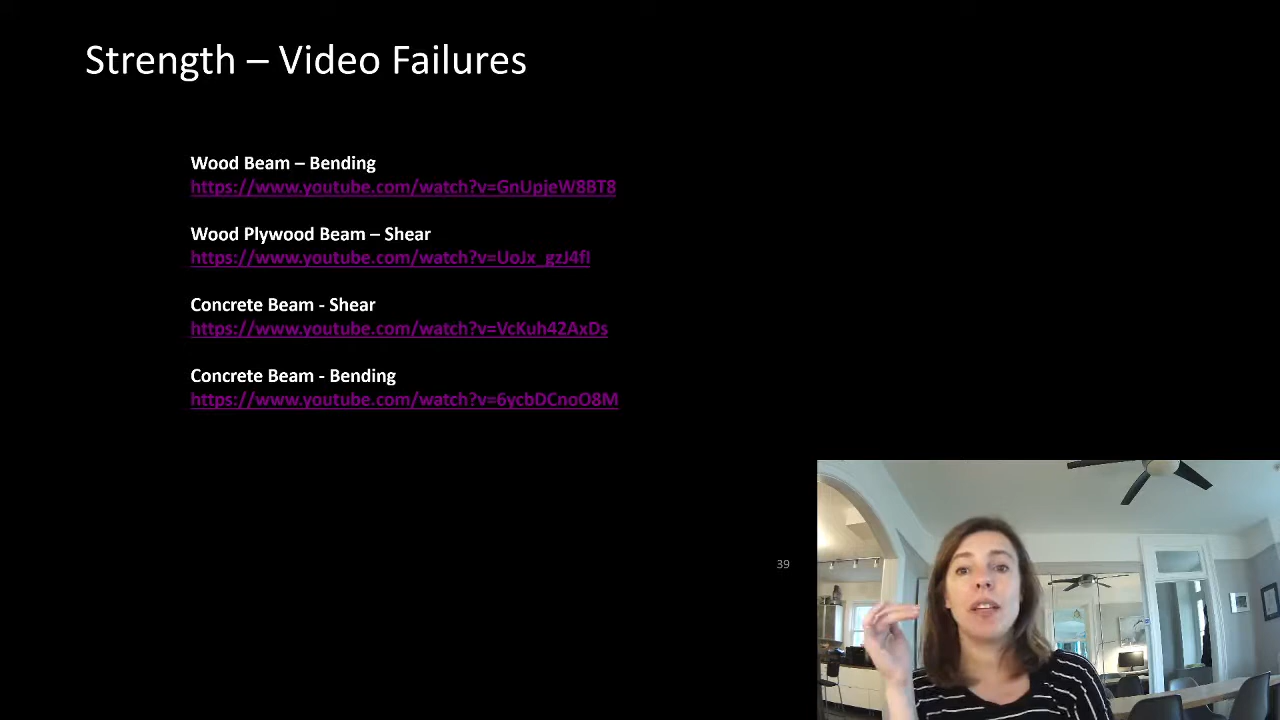 Strength – Video Failures
Wood Beam – Bending
https://www.youtube.com/watch?v=GnUpjeW8BT8
Wood Plywood Beam – Shear
https://www.youtube.com/watch?v=UoJx_gzJ4fI
Concrete Beam - Shear
https://www.youtube.com/watch?v=VcKuh42AxDs
Concrete Beam - Bending
https://www.youtube.com/watch?v=6ycbDCnoO8M
39